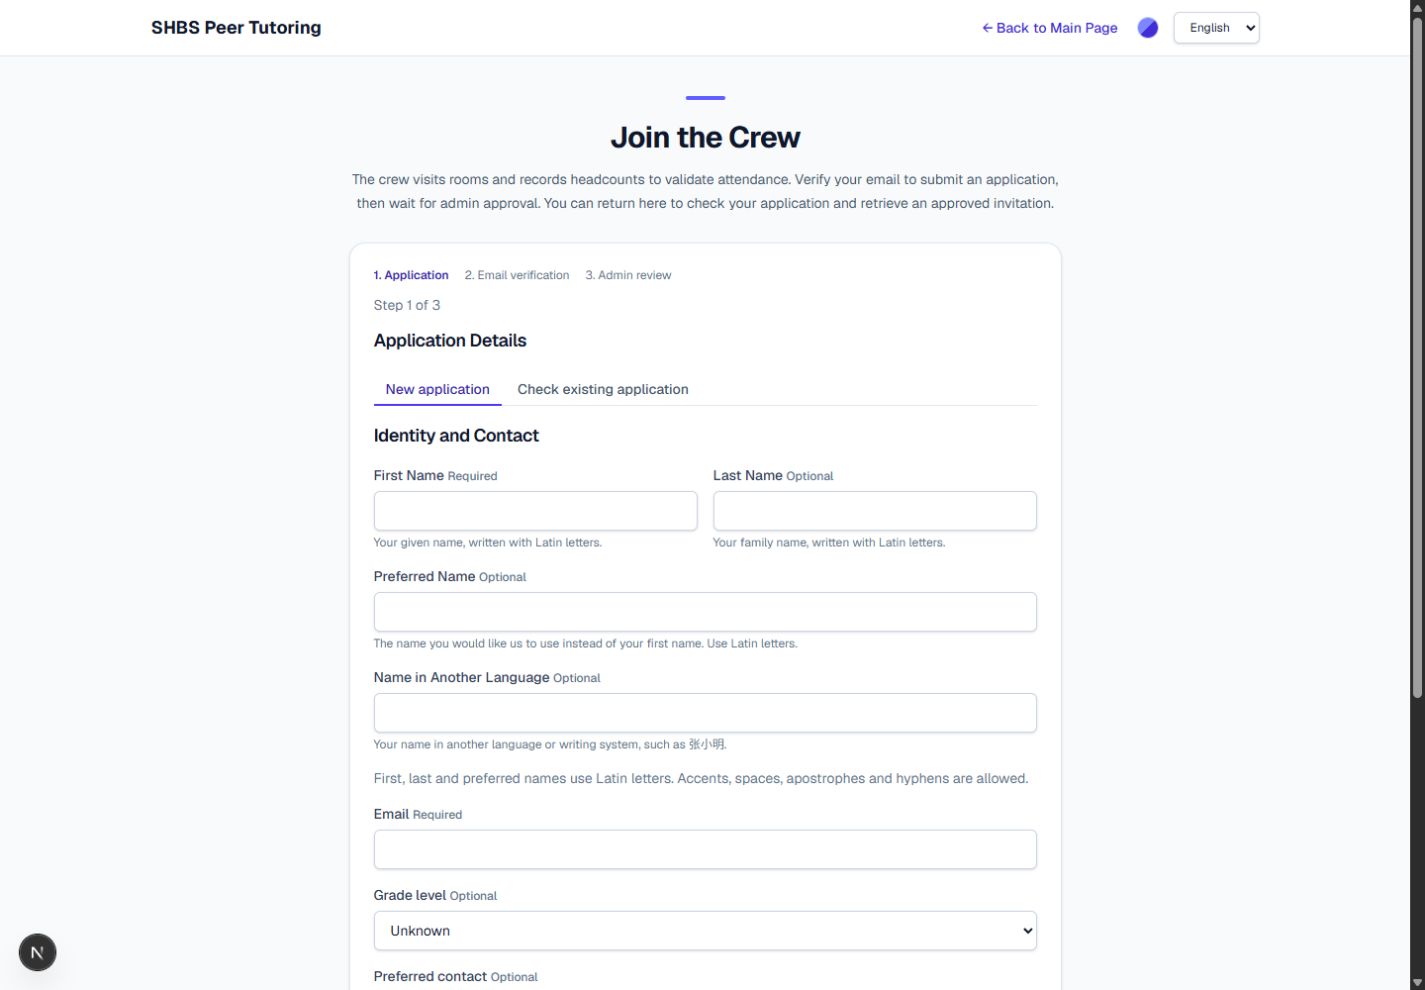 SHBS Peer Tutoring
← Back to Main Page
English
Join the Crew
The crew visits rooms and records headcounts to validate attendance. Verify your email to submit an application,
then wait for admin approval. You can return here to check your application and retrieve an approved invitation.
1. Application 2. Email verification 3. Admin review
Step 1 of 3
Application Details
New application Check existing application
Identity and Contact
First Name Required Last Name Optional
Your given name, written with Latin letters. Your family name, written with Latin letters.
Preferred Name Optional
The name you would like us to use instead of your first name. Use Latin letters.
Name in Another Language Optional
Your name in another language or writing system, such as 张小明.
First, last and preferred names use Latin letters. Accents, spaces, apostrophes and hyphens are allowed.
Email Required
Grade level Optional
Unknown
N
Preferred contact Optional